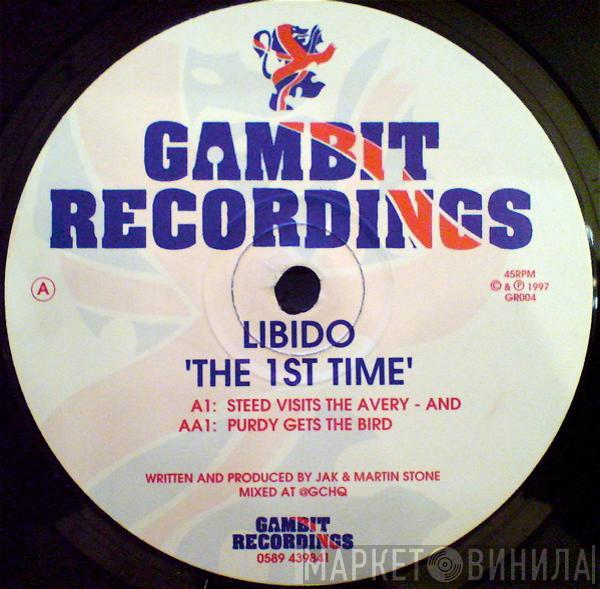 GAMBIT
RECORDINGS
A
45RPM
© & ℗ 1997
GR004
LIBIDO
'THE 1ST TIME'
A1: STEED VISITS THE AVERY - AND
AA1: PURDY GETS THE BIRD
WRITTEN AND PRODUCED BY JAK & MARTIN STONE
MIXED AT @GCHQ
GAMBIT
RECORDINGS
0589 439841
МАРКЕТ ВИНИЛА